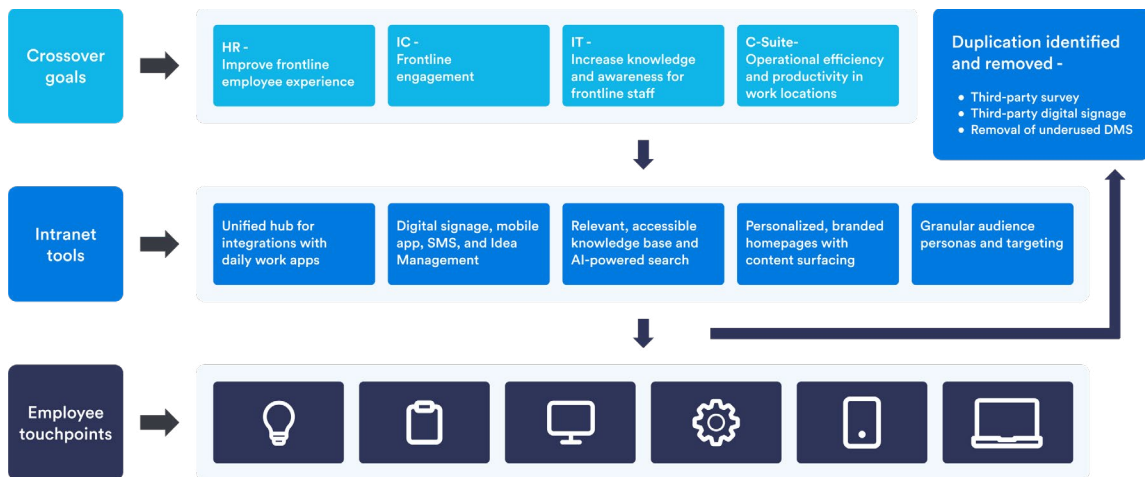 Crossover
goals
HR -
Improve frontline
employee experience
IC -
Frontline
engagement
IT -
Increase knowledge
and awareness for
frontline staff
C-Suite-
Operational efficiency
and productivity in
work locations
Duplication identified
and removed -
• Third-party survey
• Third-party digital signage
• Removal of underused DMS
Intranet
tools
Unified hub for
integrations with
daily work apps
Digital signage, mobile
app, SMS, and Idea
Management
Relevant, accessible
knowledge base and
AI-powered search
Personalized, branded
homepages with
content surfacing
Granular audience
personas and targeting
Employee
touchpoints